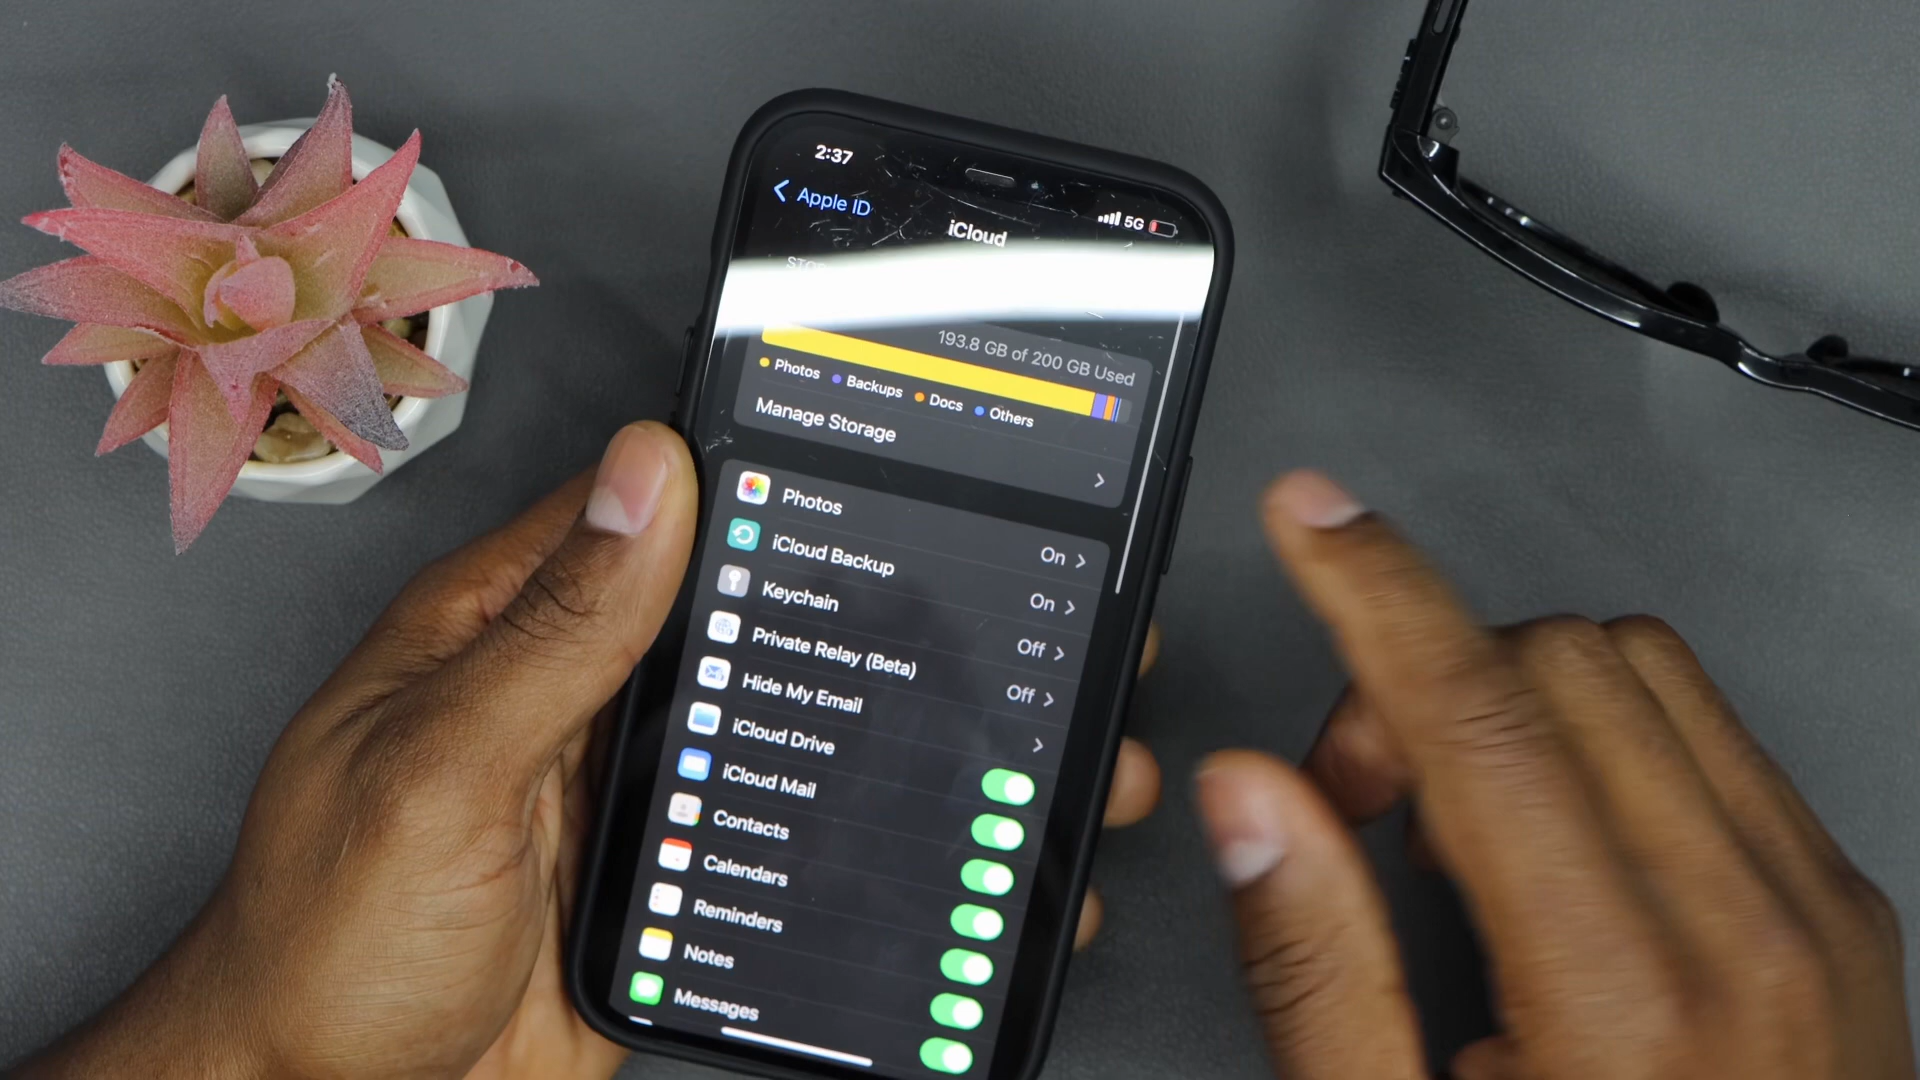 2:37
5G
Apple ID
iCloud
193.8 GB of 200 GB Used
Photos Backups Docs Others
Manage Storage
Photos On
iCloud Backup On
Keychain Off
Private Relay (Beta) Off
Hide My Email
iCloud Drive
iCloud Mail
Contacts
Calendars
Reminders
Notes
Messages